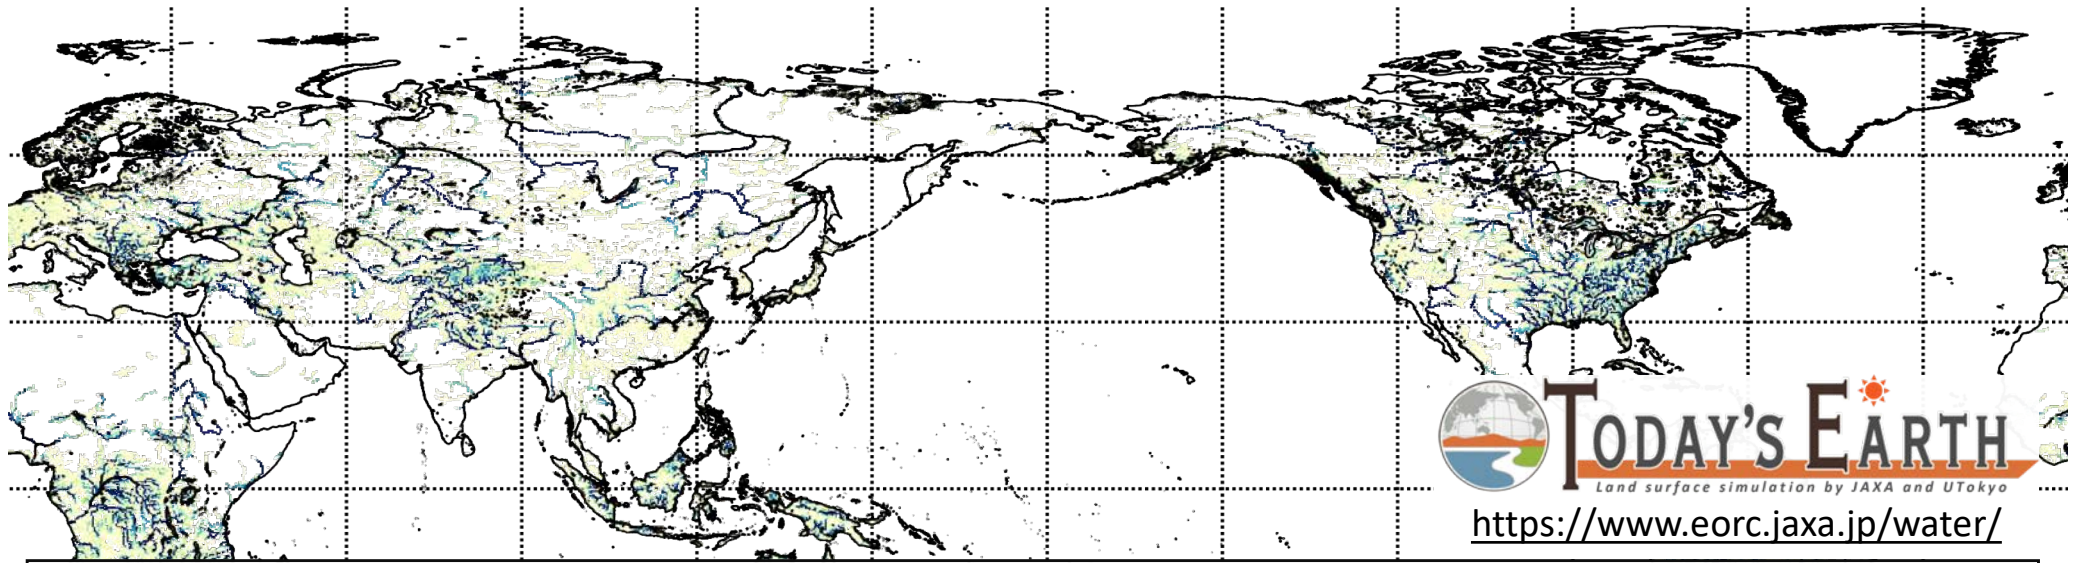 TODAY'S EARTH
Land surface simulation by JAXA and UTokyo
https://www.eorc.jaxa.jp/water/